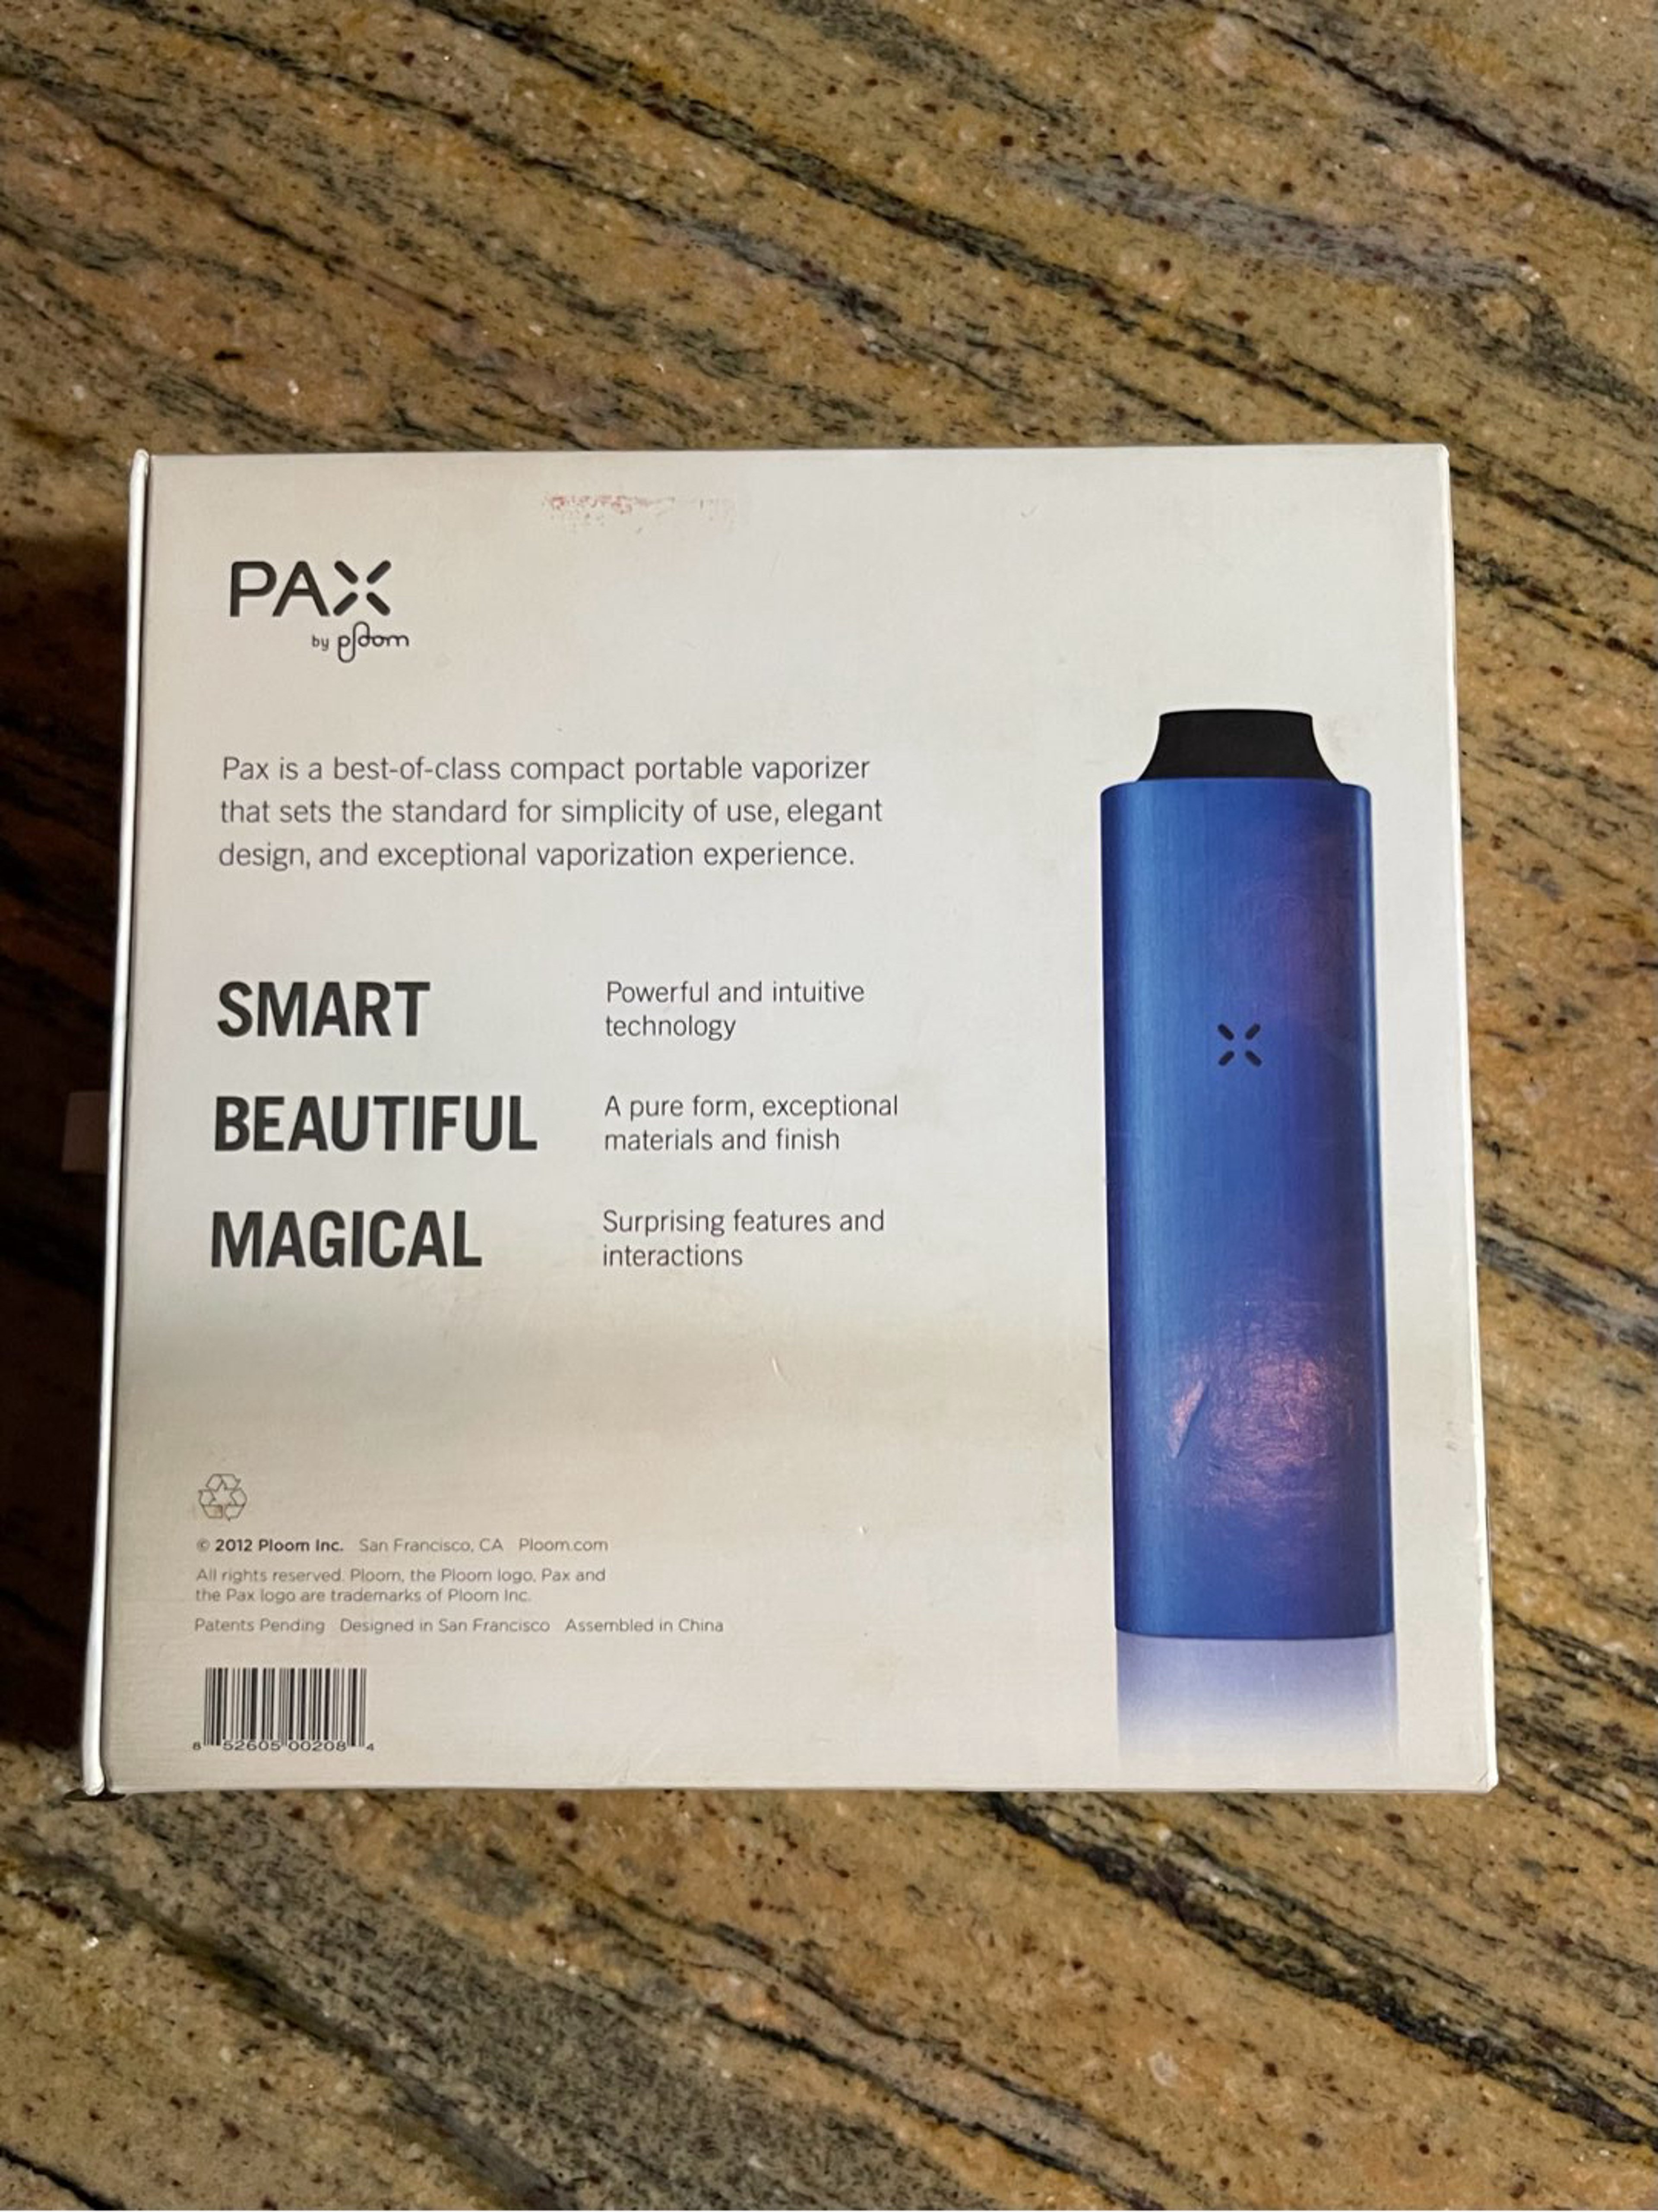 PAX
by ploom
Pax is a best-of-class compact portable vaporizer
that sets the standard for simplicity of use, elegant
design, and exceptional vaporization experience.
SMART
Powerful and intuitive
technology
BEAUTIFUL
A pure form, exceptional
materials and finish
MAGICAL
Surprising features and
interactions
© 2012 Ploom Inc. San Francisco, CA Ploom.com
All rights reserved. Ploom, the Ploom logo, Pax and
the Pax logo are trademarks of Ploom Inc.
Patents Pending Designed in San Francisco Assembled in China
8 52605 00208 4